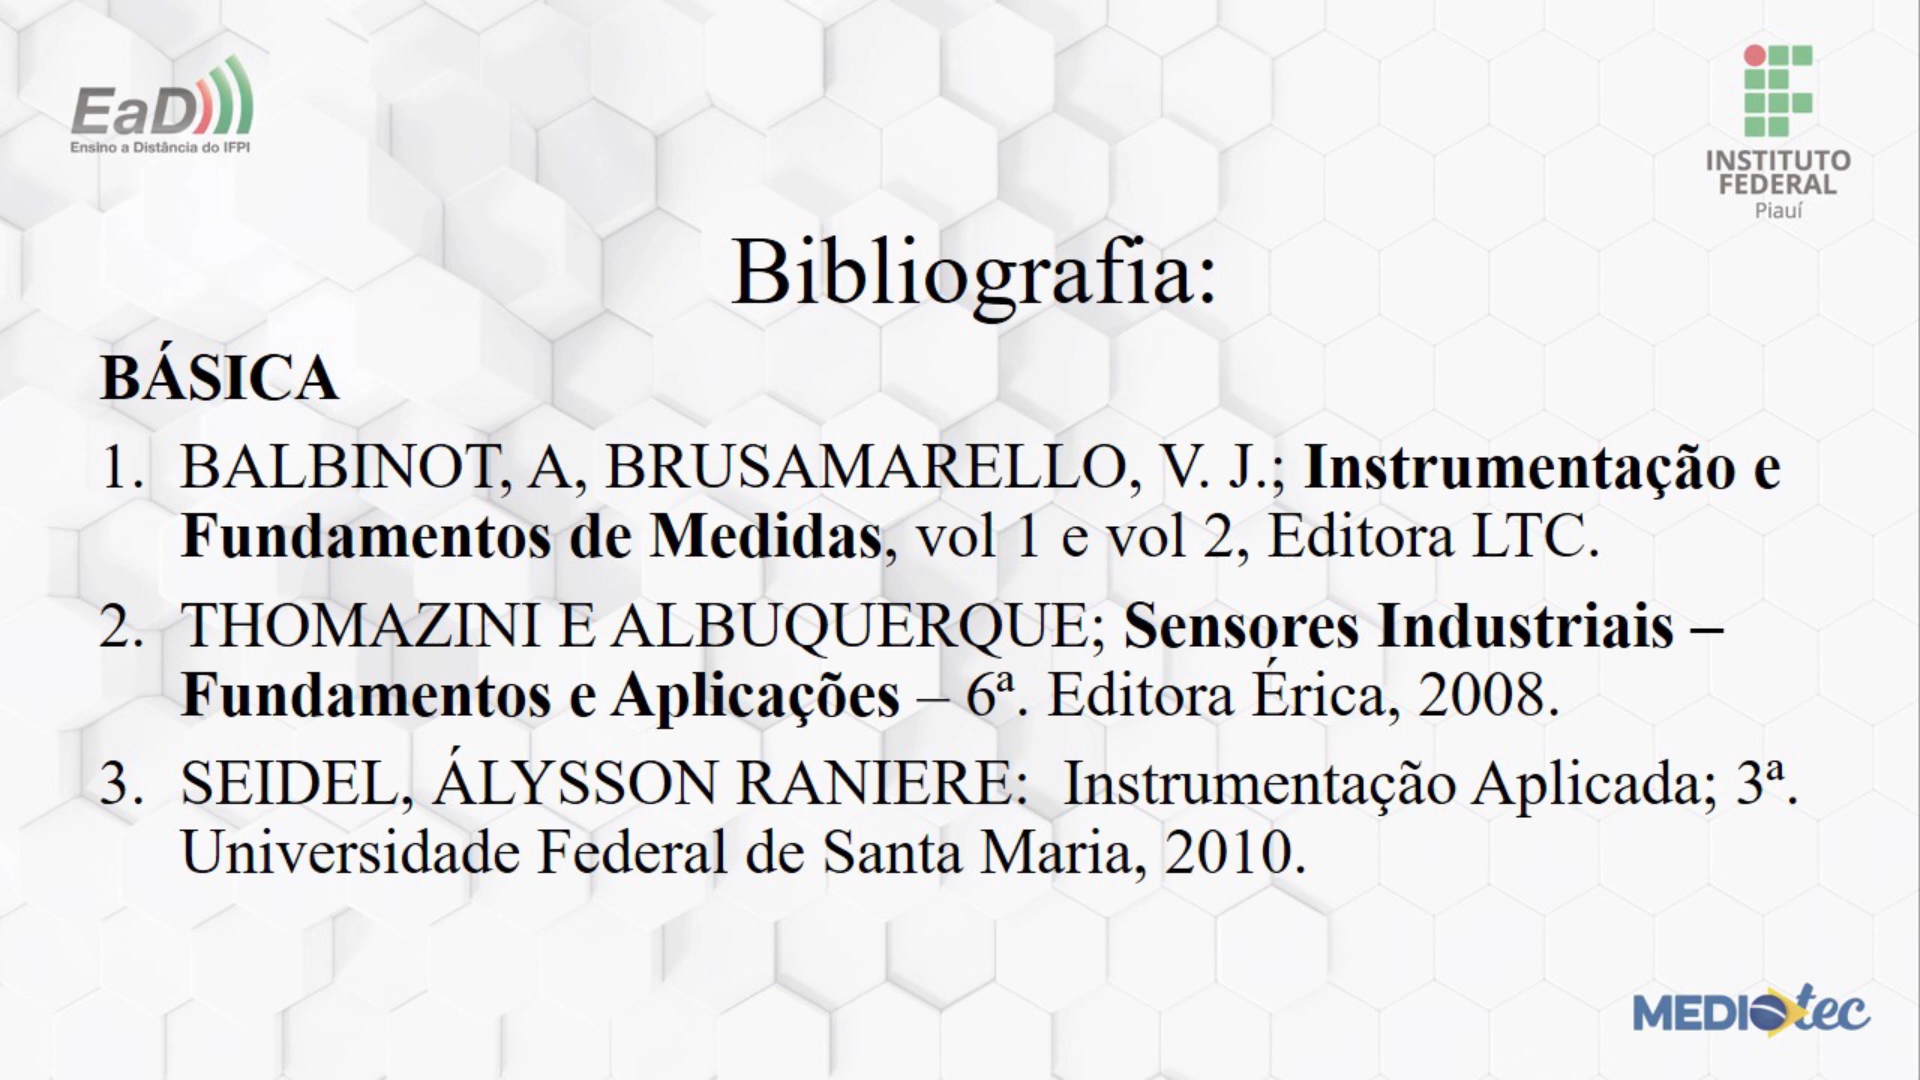 EaD
Ensino a Distância do IFPI
INSTITUTO
FEDERAL
Piauí
Bibliografia:
BÁSICA
1. BALBINOT, A, BRUSAMARELLO, V. J.; Instrumentação e
Fundamentos de Medidas, vol 1 e vol 2, Editora LTC.
2. THOMAZINI E ALBUQUERQUE; Sensores Industriais –
Fundamentos e Aplicações – 6ª. Editora Érica, 2008.
3. SEIDEL, ÁLYSSON RANIERE: Instrumentação Aplicada; 3ª.
Universidade Federal de Santa Maria, 2010.
MEDIOtec